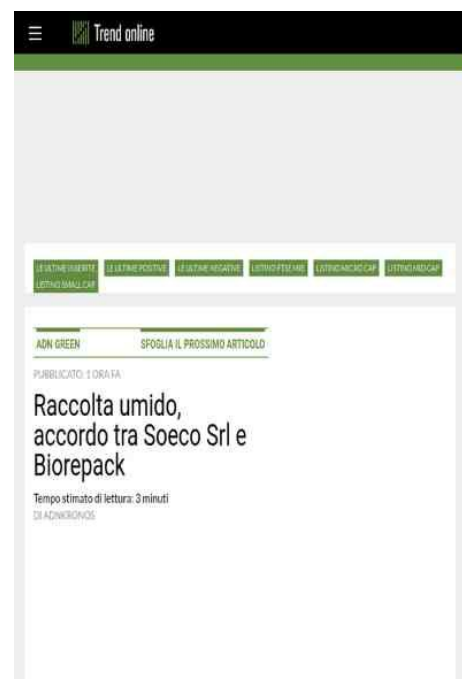 Trend online
LE ULTIME INSERITE LE ULTIME POSITIVE LE ULTIME NEGATIVE LISTINO FTSE MIB LISTINO MICRO CAP LISTINO MID CAP
LISTINO SMALL CAP
ADN GREEN SFOGLIA IL PROSSIMO ARTICOLO
PUBBLICATO: 1 ORA FA
Raccolta umido,
accordo tra Soeco Srl e
Biorepack
Tempo stimato di lettura: 3 minuti
DI ADNKRONOS